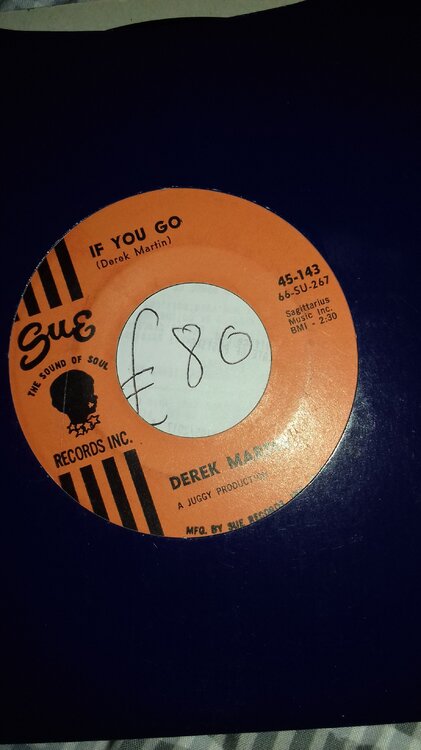 IF YOU GO
(Derek Martin)
45-143
66-SU-267
Sagittarius
Music Inc.
BMI - 2:30
Sue
THE SOUND OF SOUL
RECORDS INC.
£80
DEREK
A JUGGY PRODUCTION
MFG. BY SUE RECORDS